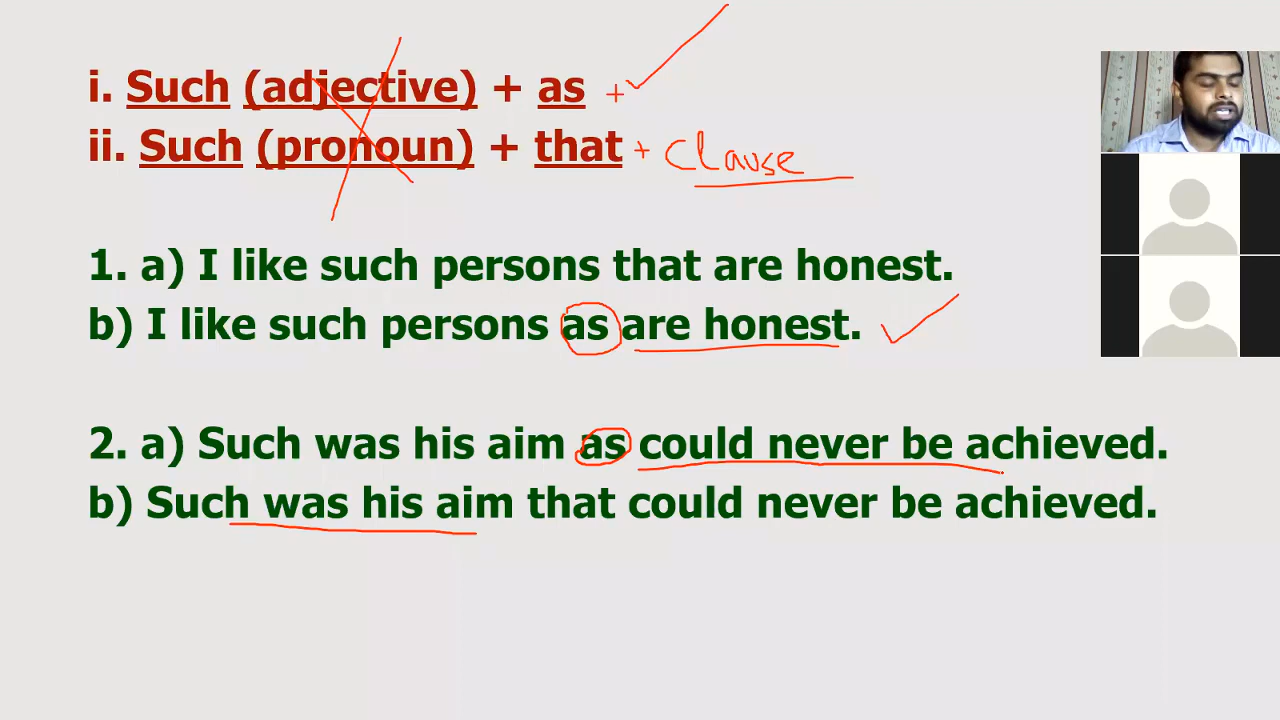 i. Such (adjective) + as +
ii. Such (pronoun) + that + Clause
1. a) I like such persons that are honest.
b) I like such persons as are honest.
2. a) Such was his aim as could never be achieved.
b) Such was his aim that could never be achieved.